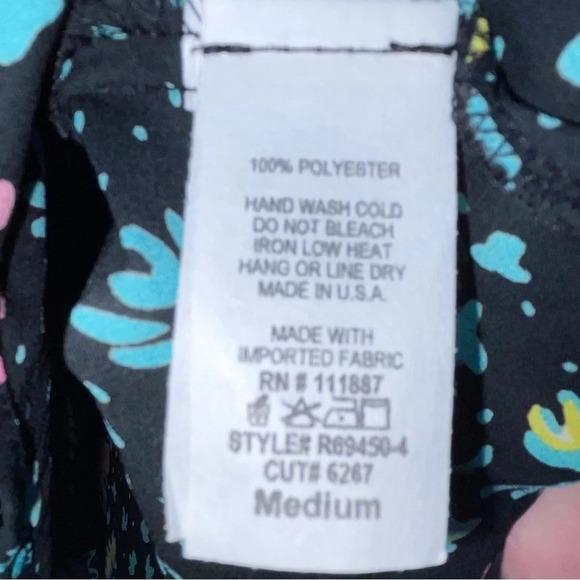 100% POLYESTER
HAND WASH COLD
DO NOT BLEACH
IRON LOW HEAT
HANG OR LINE DRY
MADE IN U.S.A.
MADE WITH
IMPORTED FABRIC
RN # 111887
STYLE# R69450-4
CUT# 6267
Medium